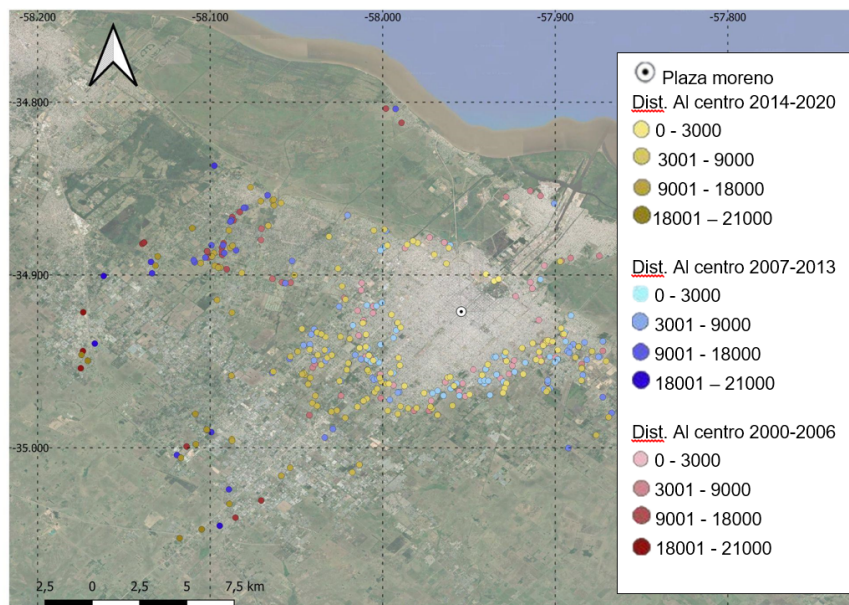 -58.200 -58.100 -58.000 -57.900 -57.800
-34.800
-34.900
-35.000
Plaza moreno
Dist. Al centro 2014-2020
0 - 3000
3001 - 9000
9001 - 18000
18001 – 21000
Dist. Al centro 2007-2013
0 - 3000
3001 - 9000
9001 - 18000
18001 – 21000
Dist. Al centro 2000-2006
0 - 3000
3001 - 9000
9001 - 18000
18001 - 21000
2,5 0 2,5 5 7,5 km